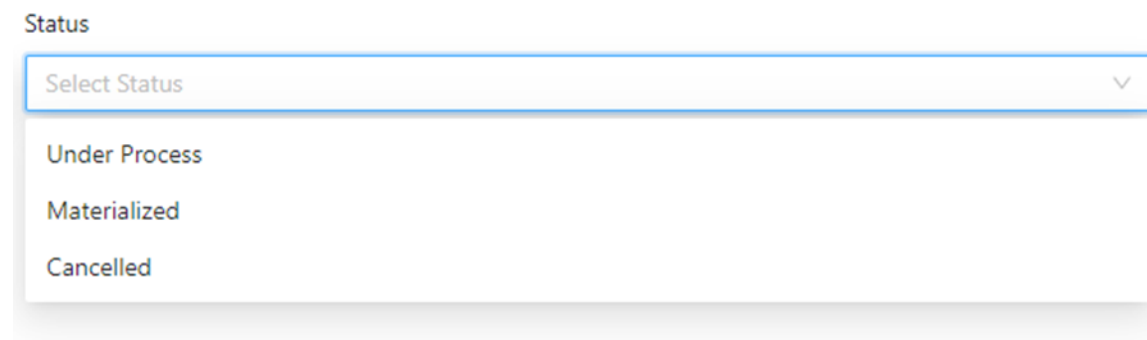 Status
Select Status
Under Process
Materialized
Cancelled